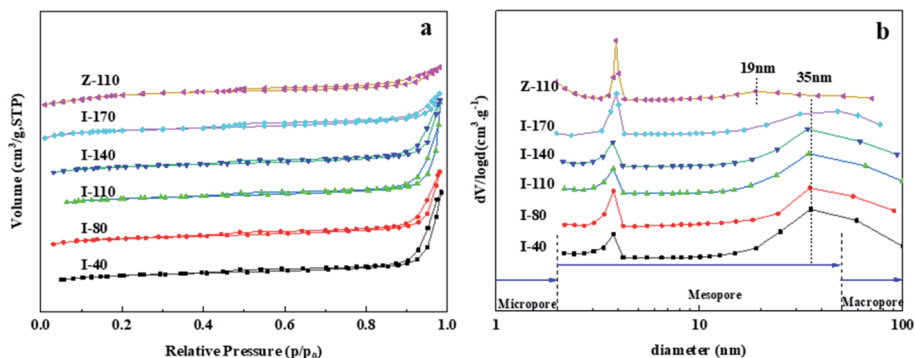 a
Z-110
I-170
I-140
I-110
I-80
I-40
Volume (cm³/g,STP)
0.0 0.2 0.4 0.6 0.8 1.0
Relative Pressure (p/p₀)
b
19nm
35nm
Z-110
I-170
I-140
I-110
I-80
I-40
dV/logd(cm³·g⁻¹)
Micropore Mesopore Macropore
1 10 100
diameter (nm)